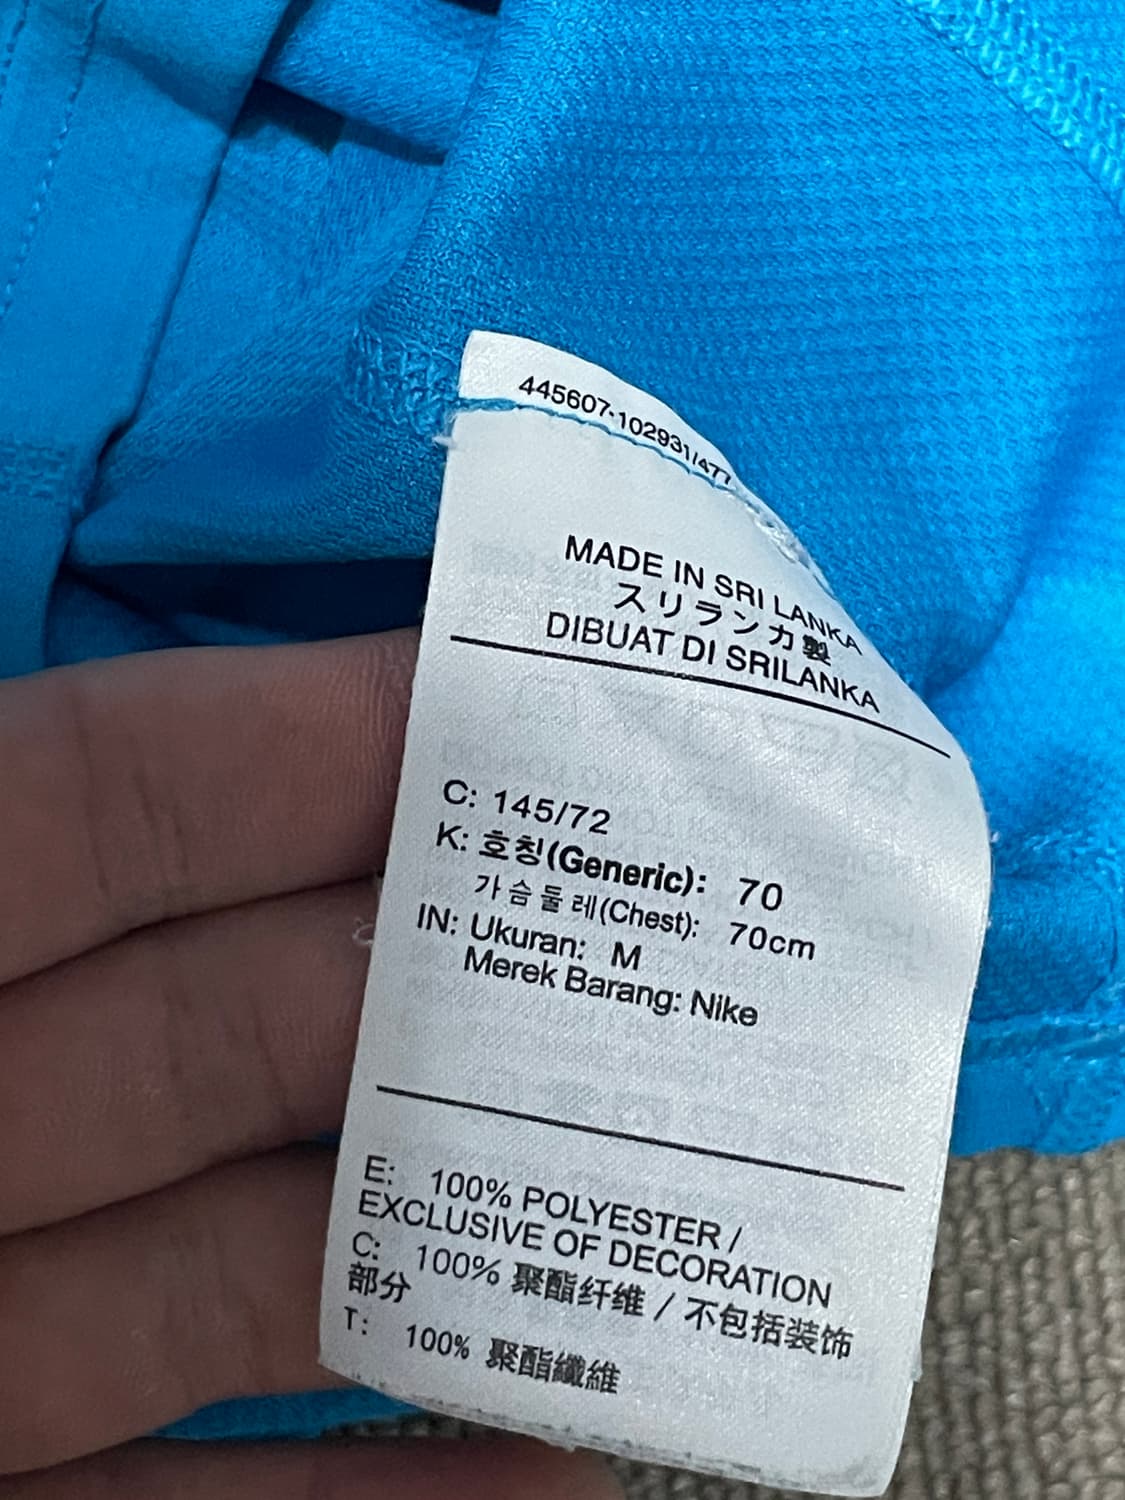 445607-102931/477
MADE IN SRI LANKA
スリランカ製
DIBUAT DI SRILANKA
C: 145/72
K: 호칭(Generic): 70
가슴둘레(Chest): 70cm
IN: Ukuran: M
Merek Barang: Nike
E: 100% POLYESTER /
EXCLUSIVE OF DECORATION
C: 100% 聚酯纤维 / 不包括装饰
部分
T: 100% 聚酯纖維